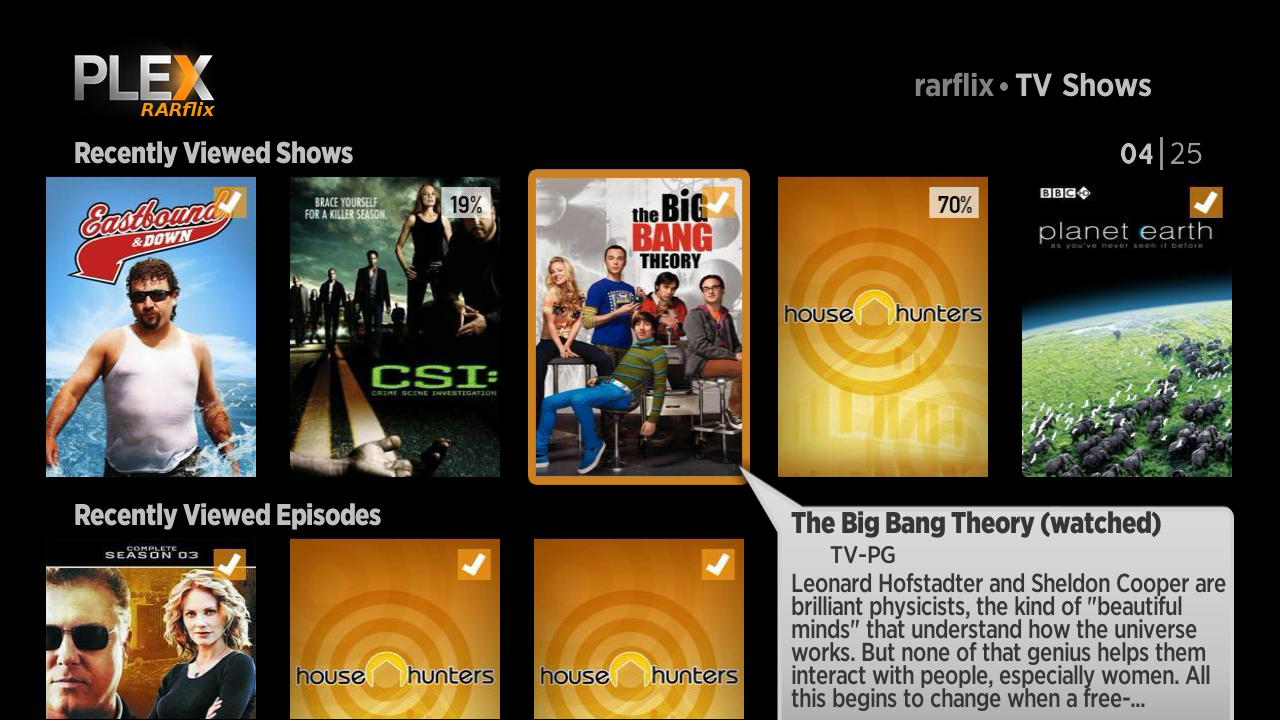 PLEX
RARflix
rarflix • TV Shows
Recently Viewed Shows
04|25
Eastbound
& DOWN
BRACE YOURSELF
FOR A KILLER SEASON.
19%
CSI:
CRIME SCENE INVESTIGATION
the BiG
BANG
THEORY
70%
house hunters
BBC
planet earth
as you've never seen it before
Recently Viewed Episodes
COMPLETE
SEASON 03
house hunters
house hunters
The Big Bang Theory (watched)
TV-PG
Leonard Hofstadter and Sheldon Cooper are
brilliant physicists, the kind of "beautiful
minds" that understand how the universe
works. But none of that genius helps them
interact with people, especially women. All
this begins to change when a free-...